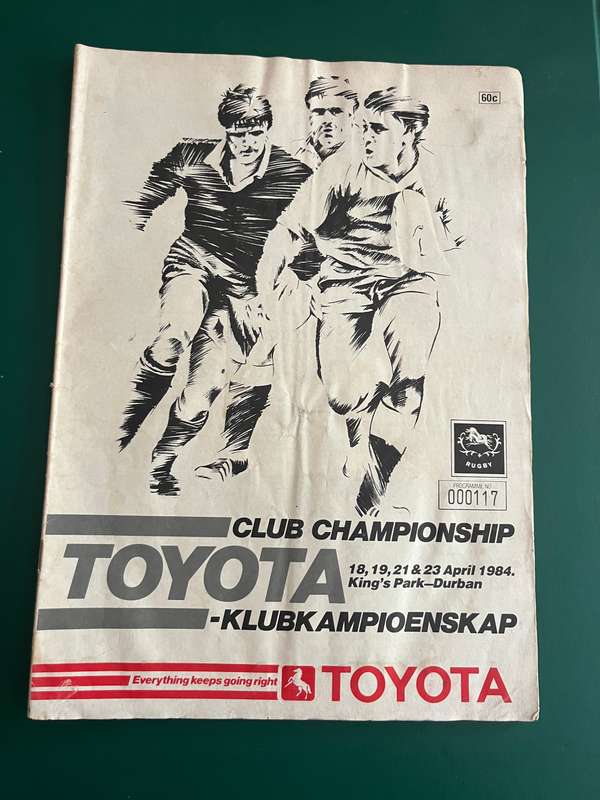 60c
RUGBY
PROGRAMME NO
000117
CLUB CHAMPIONSHIP
TOYOTA
18, 19, 21 & 23 April 1984.
King's Park—Durban
-KLUBKAMPIOENSKAP
Everything keeps going right
TOYOTA